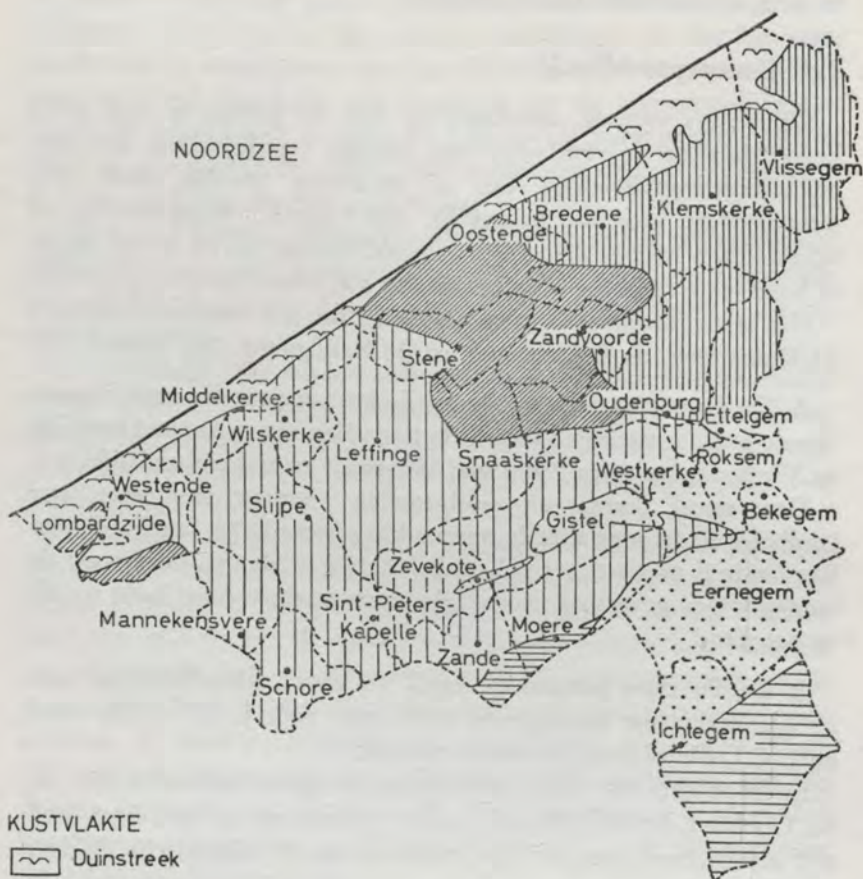 NOORDZEE
Vlissegem
Bredene
Klemskerke
Oostende
Zandvoorde
Stene
Middelkerke
Oudenburg
Ettelgem
Wilskerke
Leffinge
Snaaskerke
Westkerke
Roksem
Westende
Slijpe
Gistel
Bekegem
Lombardzijde
Zevekote
Eernegem
Sint-Pieters-
Kapelle
Mannekensvere
Moere
Zande
Schore
Ichtegem
KUSTVLAKTE
Duinstreek